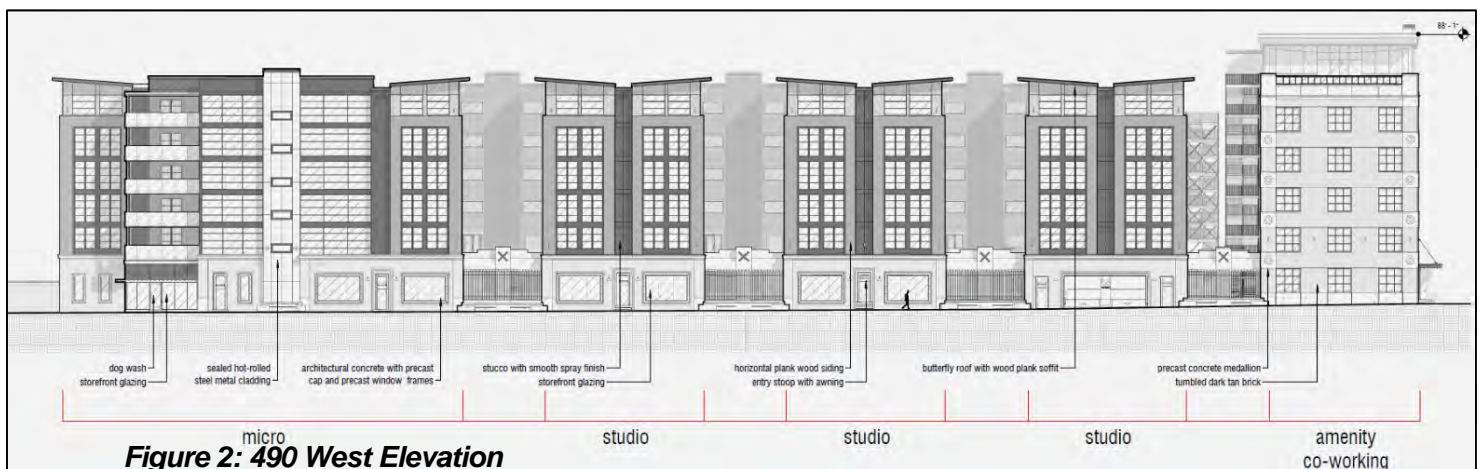 88' - 1"
dog wash
storefront glazing
sealed hot-rolled
steel metal cladding
architectural concrete with precast
cap and precast window frames
stucco with smooth spray finish
storefront glazing
horizontal plank wood siding
entry stoop with awning
butterfly roof with wood plank soffit
precast concrete medallion
tumbled dark tan brick
micro
studio
studio
studio
amenity
co-working
Figure 2: 490 West Elevation